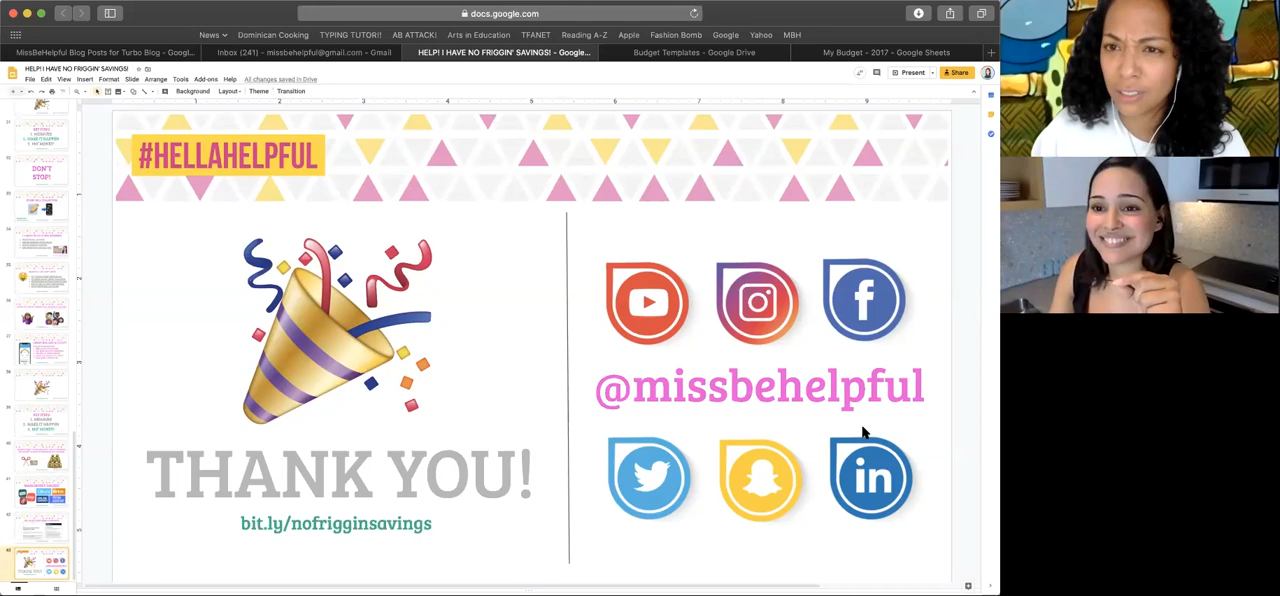 docs.google.com
News
Dominican Cooking
TYPING TUTOR!!
AB ATTACK!
Arts in Education
TFANET
Reading A-Z
Apple
Fashion Bomb
Google
Yahoo
MBH
MissBeHelpful Blog Posts for Turbo Blog - Googl...
Inbox (241) - missbehelpful@gmail.com - Gmail
HELP! I HAVE NO FRIGGIN' SAVINGS! - Google...
Budget Templates - Google Drive
My Budget - 2017 - Google Sheets
HELP! I HAVE NO FRIGGIN' SAVINGS!
File Edit View Insert Format Slide Arrange Tools Add-ons Help All changes saved in Drive
Present
Share
Background Layout Theme Transition
DON'T
STOP!
#HELLAHELPFUL
@missbehelpful
THANK YOU!
bit.ly/nofrigginsavings